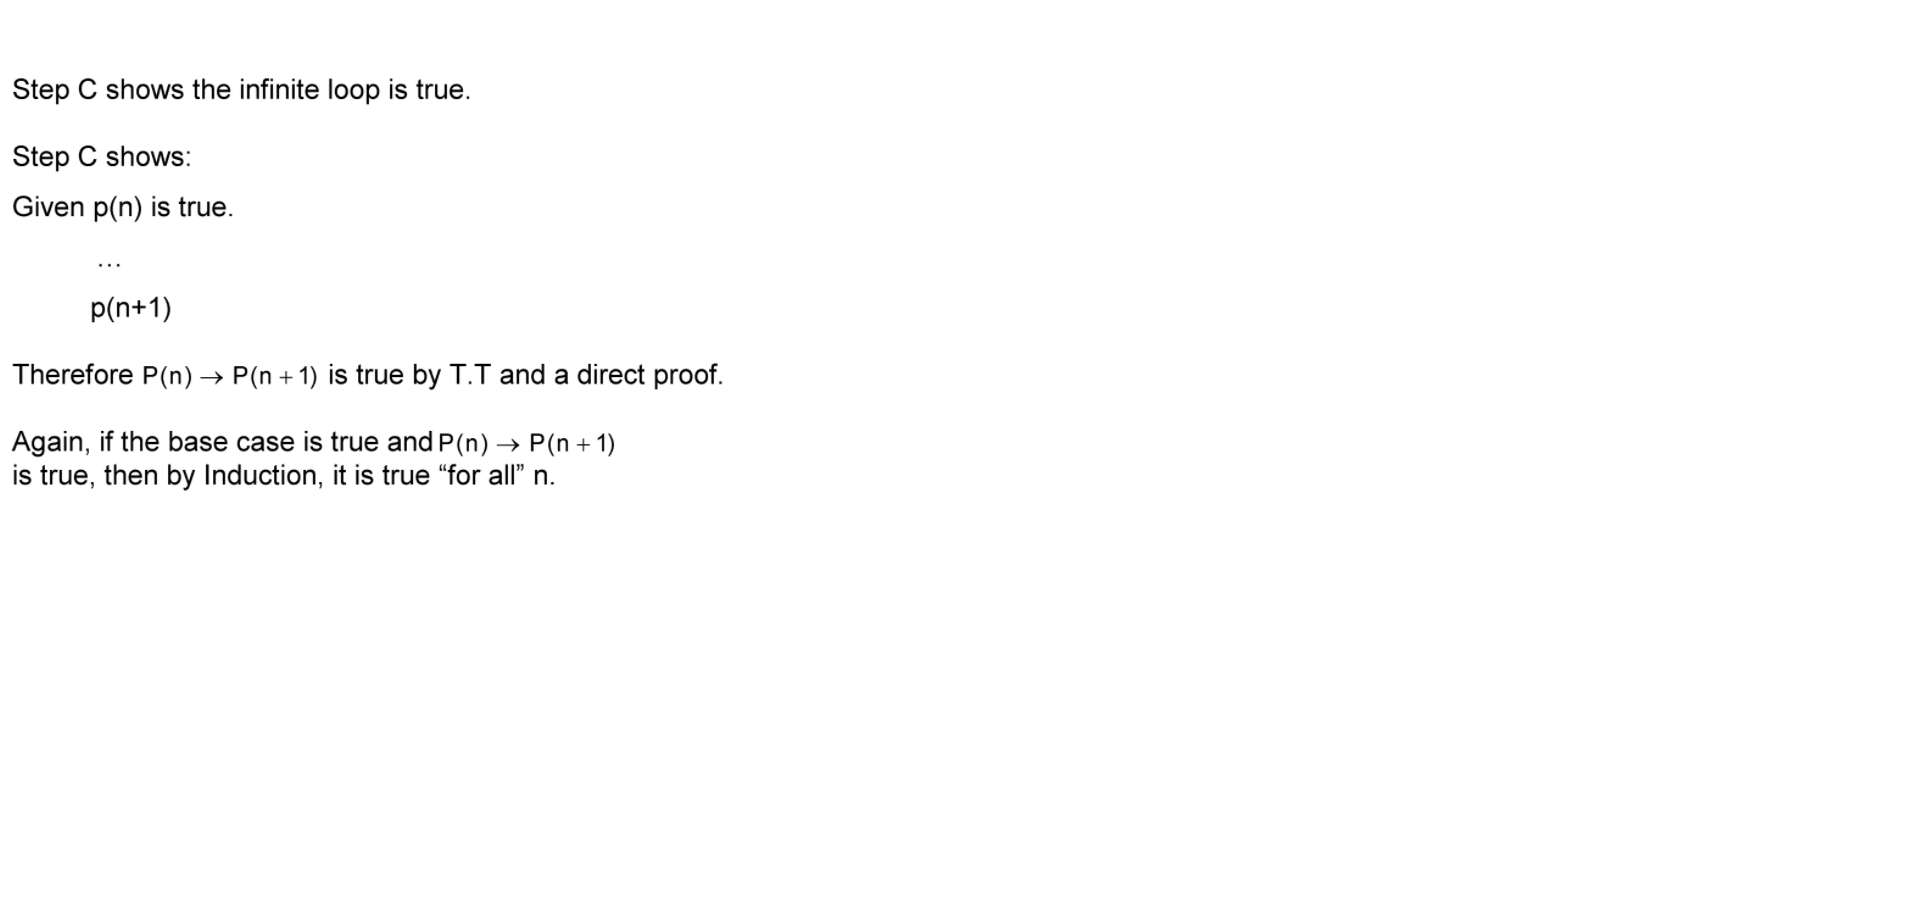 Step C shows the infinite loop is true.
Step C shows:
Given p(n) is true.
...
p(n+1)
Therefore P(n) → P(n + 1) is true by T.T and a direct proof.
Again, if the base case is true and P(n) → P(n + 1)
is true, then by Induction, it is true “for all” n.